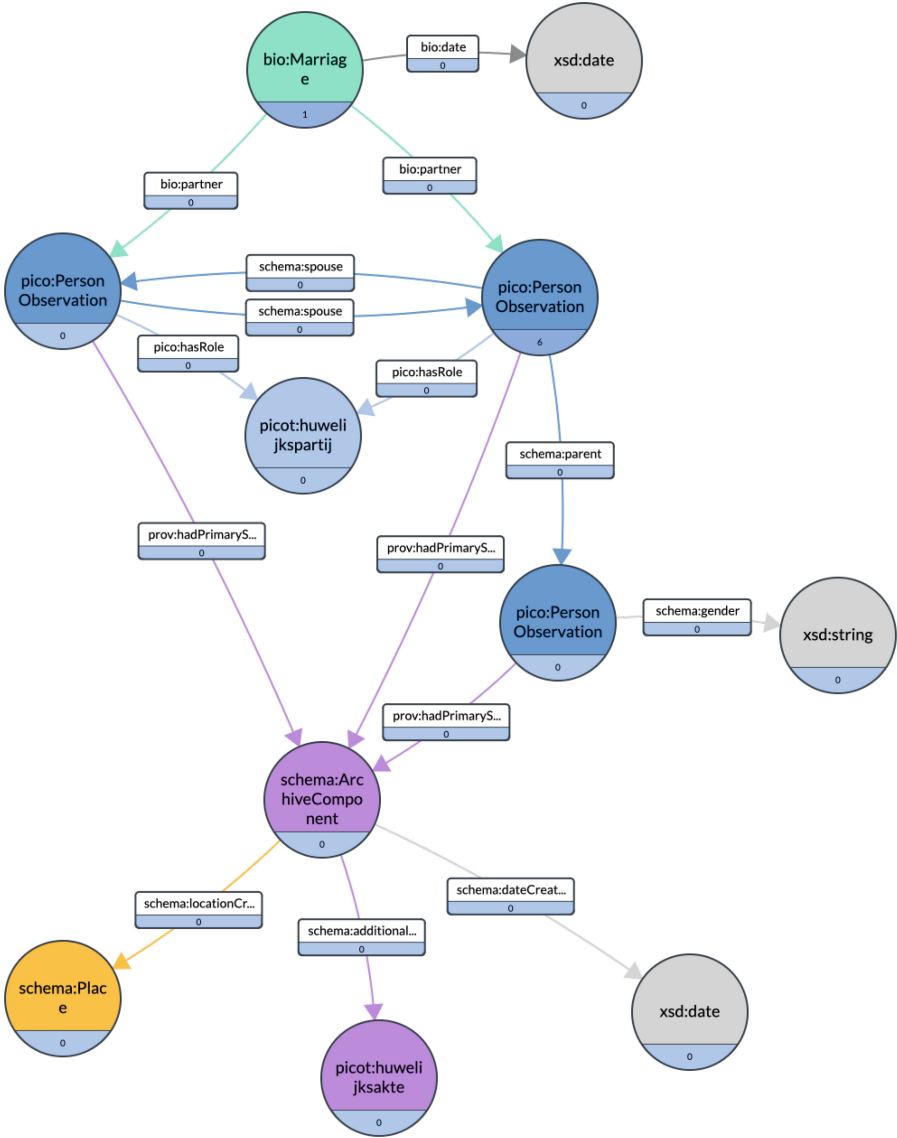 bio:Marriag
e
1
bio:date
0
xsd:date
0
bio:partner
0
bio:partner
0
pico:Person
Observation
0
schema:spouse
0
schema:spouse
0
pico:Person
Observation
6
pico:hasRole
0
pico:hasRole
0
picot:huweli
jkspartij
0
schema:parent
0
prov:hadPrimaryS...
0
prov:hadPrimaryS...
0
pico:Person
Observation
0
schema:gender
0
xsd:string
0
prov:hadPrimaryS...
0
schema:Arc
hiveCompo
nent
0
schema:locationCr...
0
schema:additional...
0
schema:dateCreat...
0
schema:Plac
e
0
picot:huweli
jksakte
0
xsd:date
0